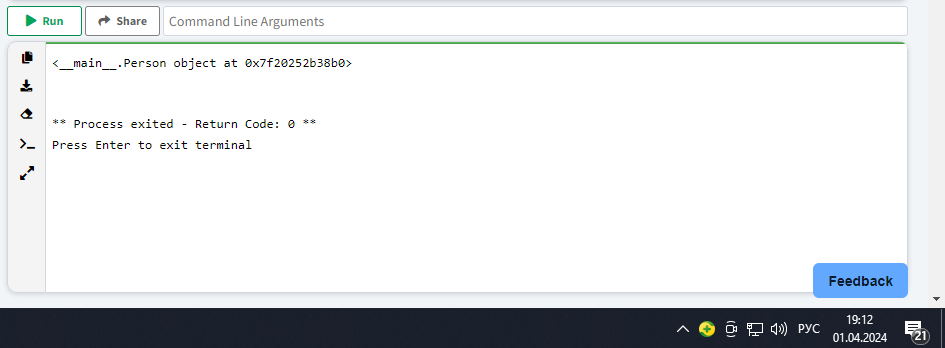 Run Share Command Line Arguments
<__main__.Person object at 0x7f20252b38b0>
** Process exited - Return Code: 0 **
Press Enter to exit terminal
Feedback
РУС 19:12
01.04.2024 21